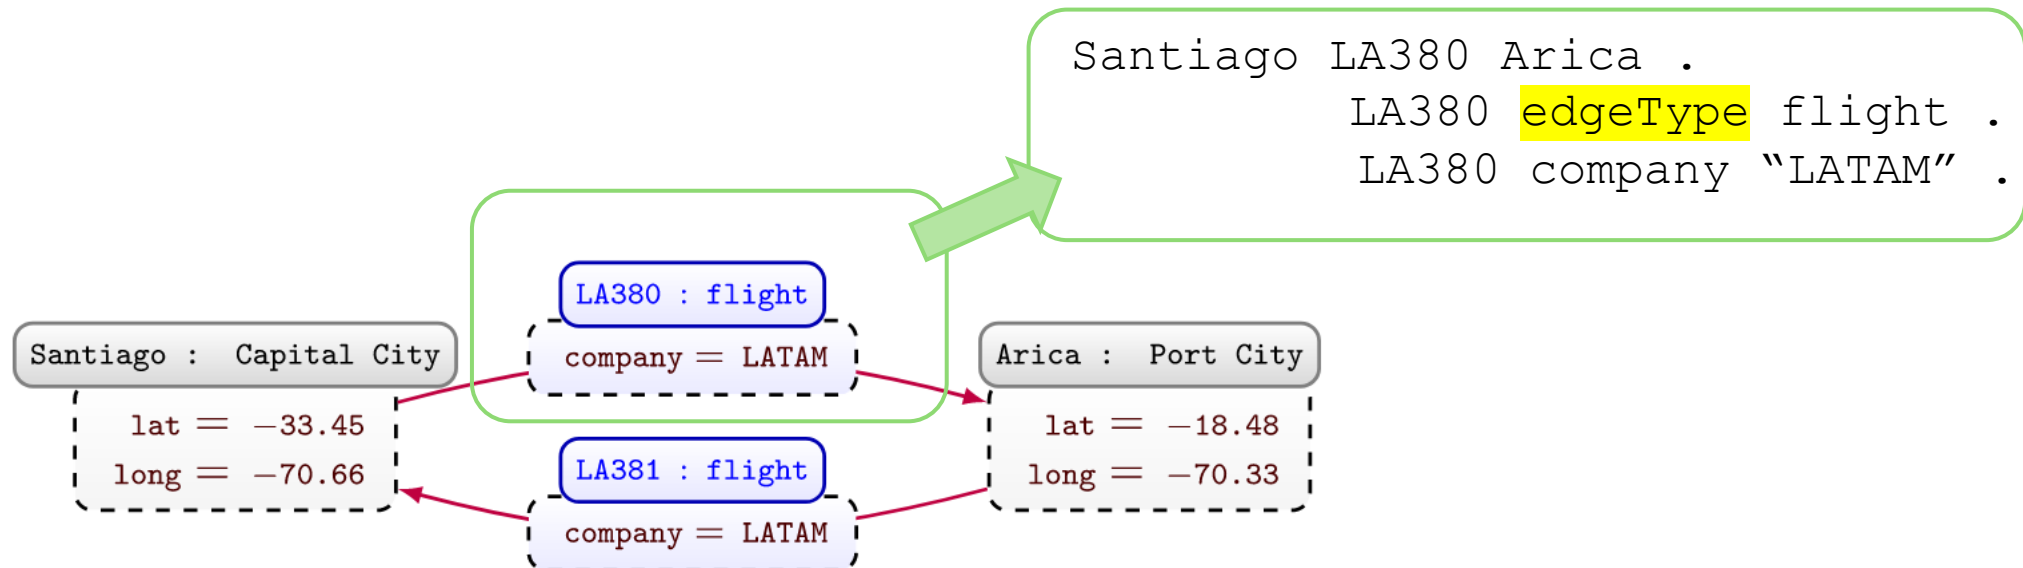 Santiago LA380 Arica .
LA380 edgeType flight .
LA380 company “LATAM” .
LA380 : flight
company = LATAM
Santiago : Capital City
lat = −33.45
long = −70.66
Arica : Port City
lat = −18.48
long = −70.33
LA381 : flight
company = LATAM